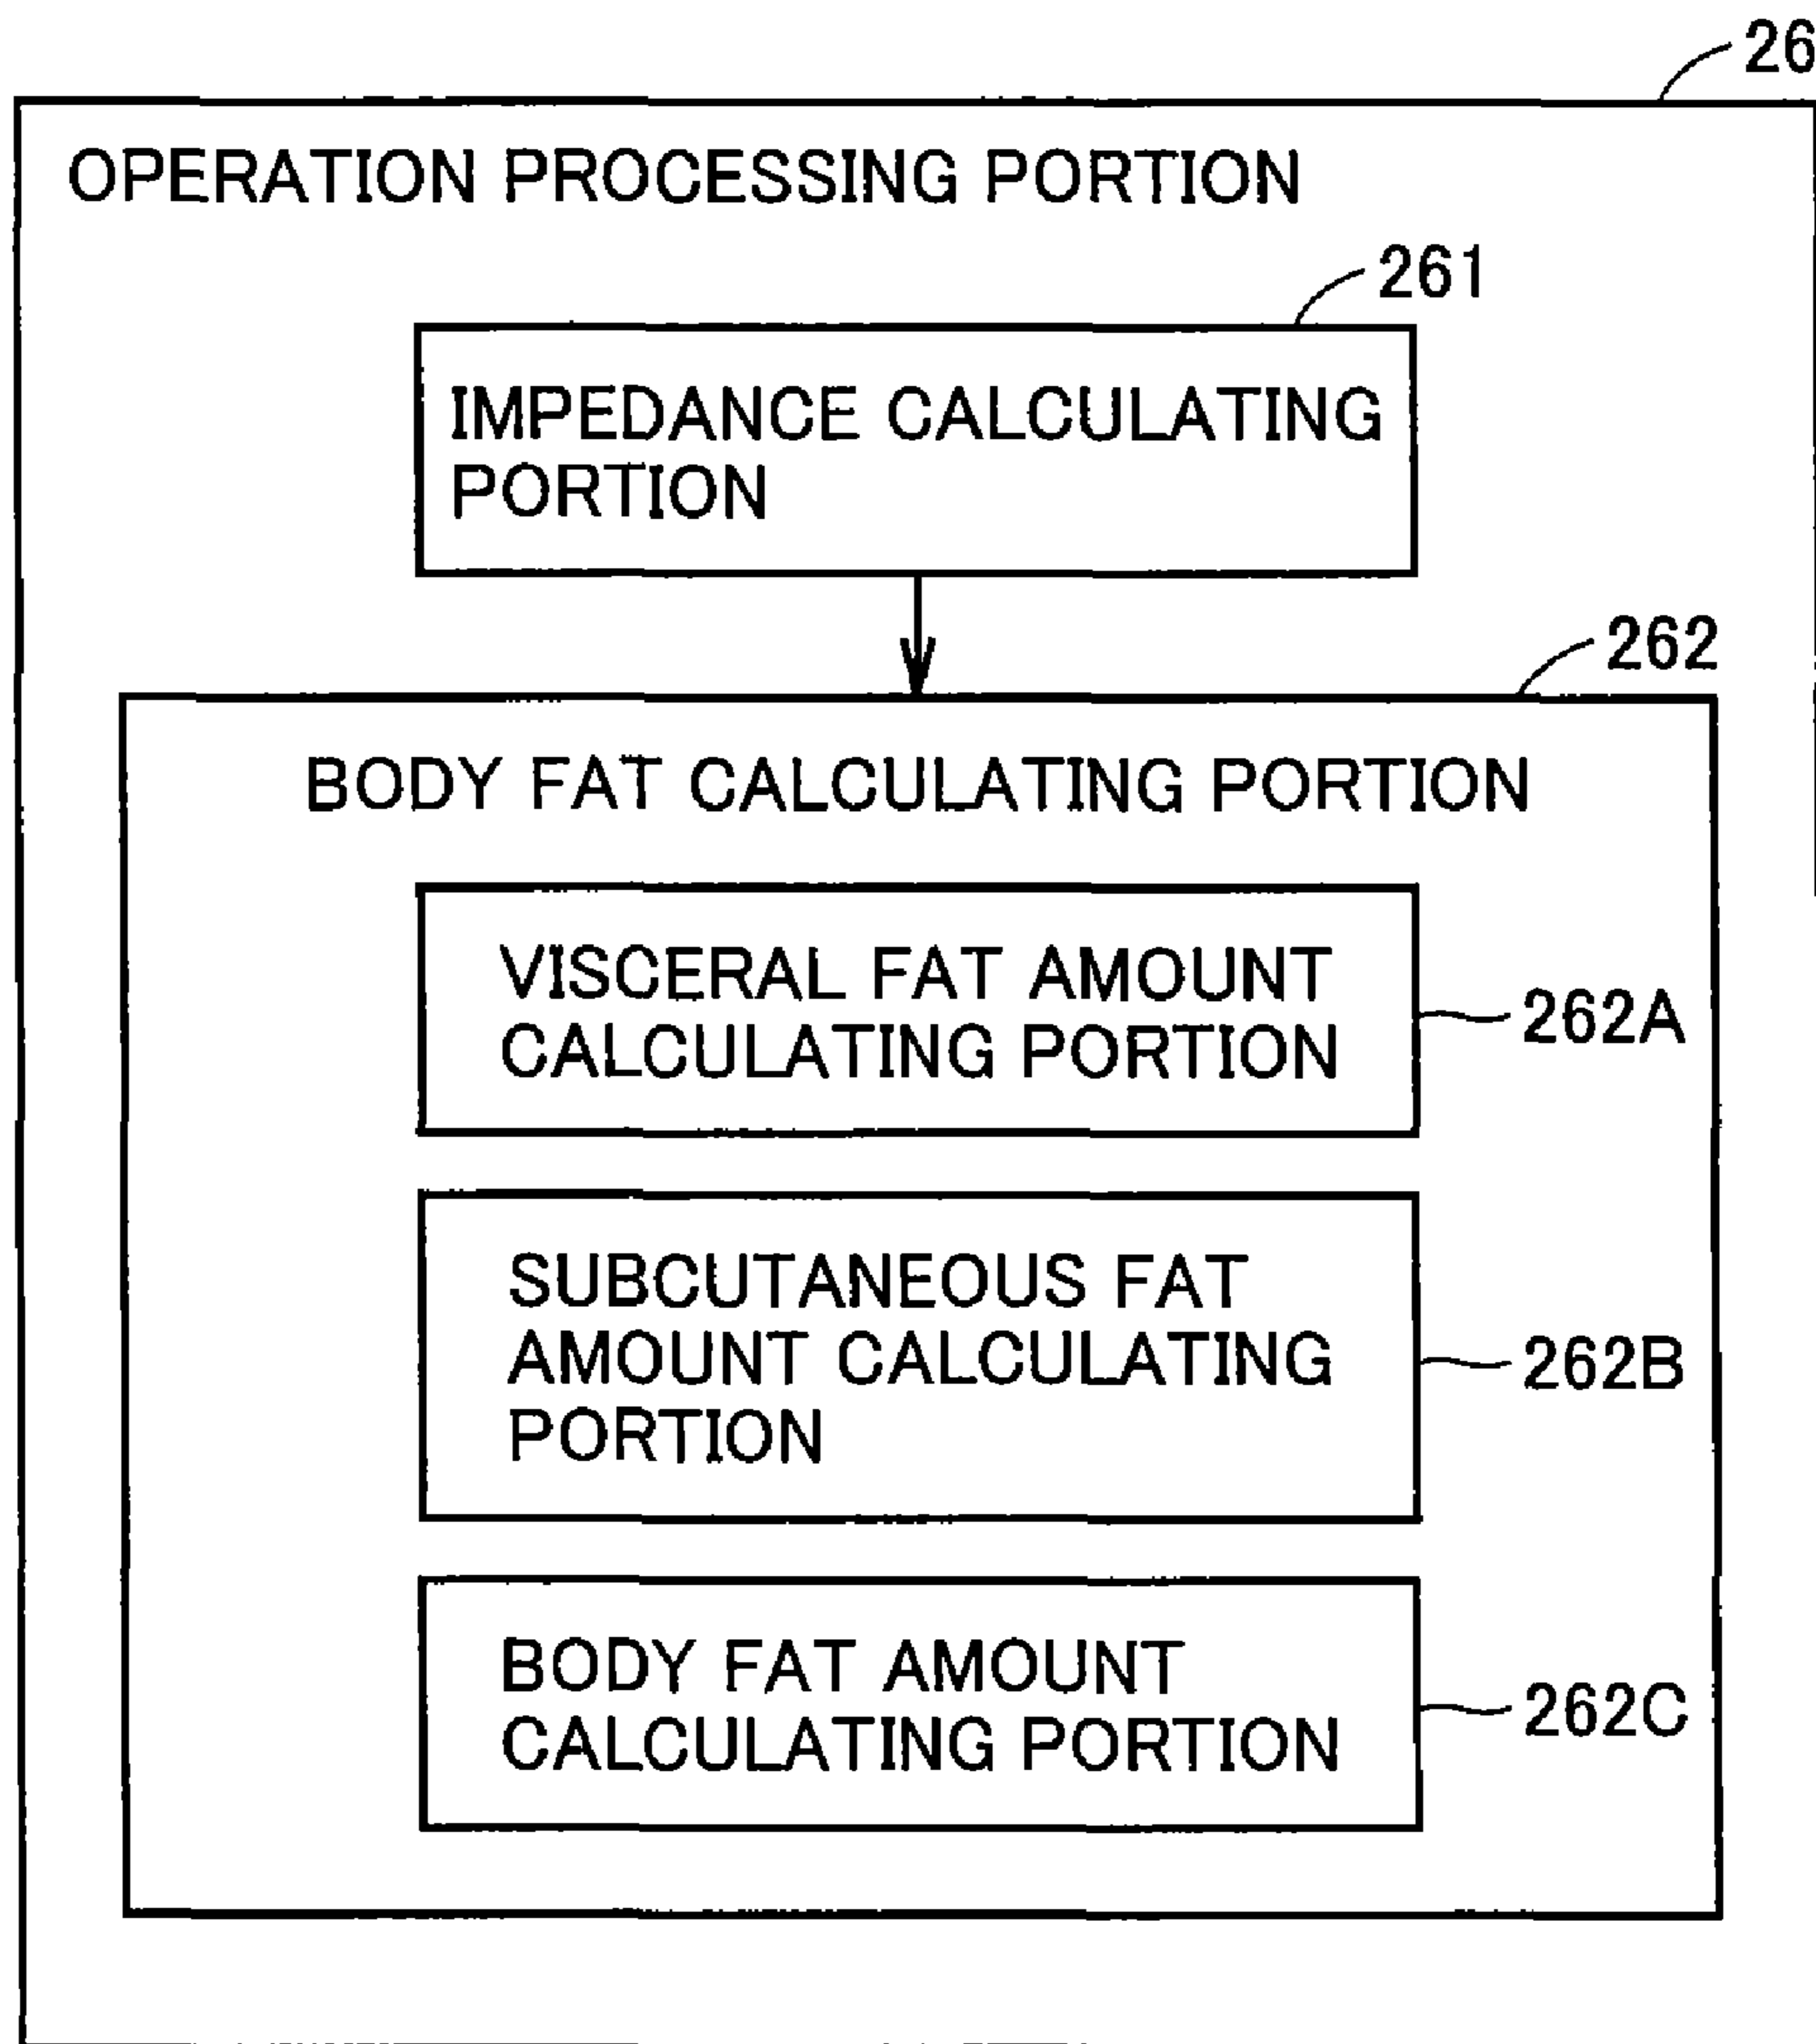 26
OPERATION PROCESSING PORTION
261
IMPEDANCE CALCULATING
PORTION
262
BODY FAT CALCULATING PORTION
VISCERAL FAT AMOUNT
CALCULATING PORTION
262A
SUBCUTANEOUS FAT
AMOUNT CALCULATING
PORTION
262B
BODY FAT AMOUNT
CALCULATING PORTION
262C